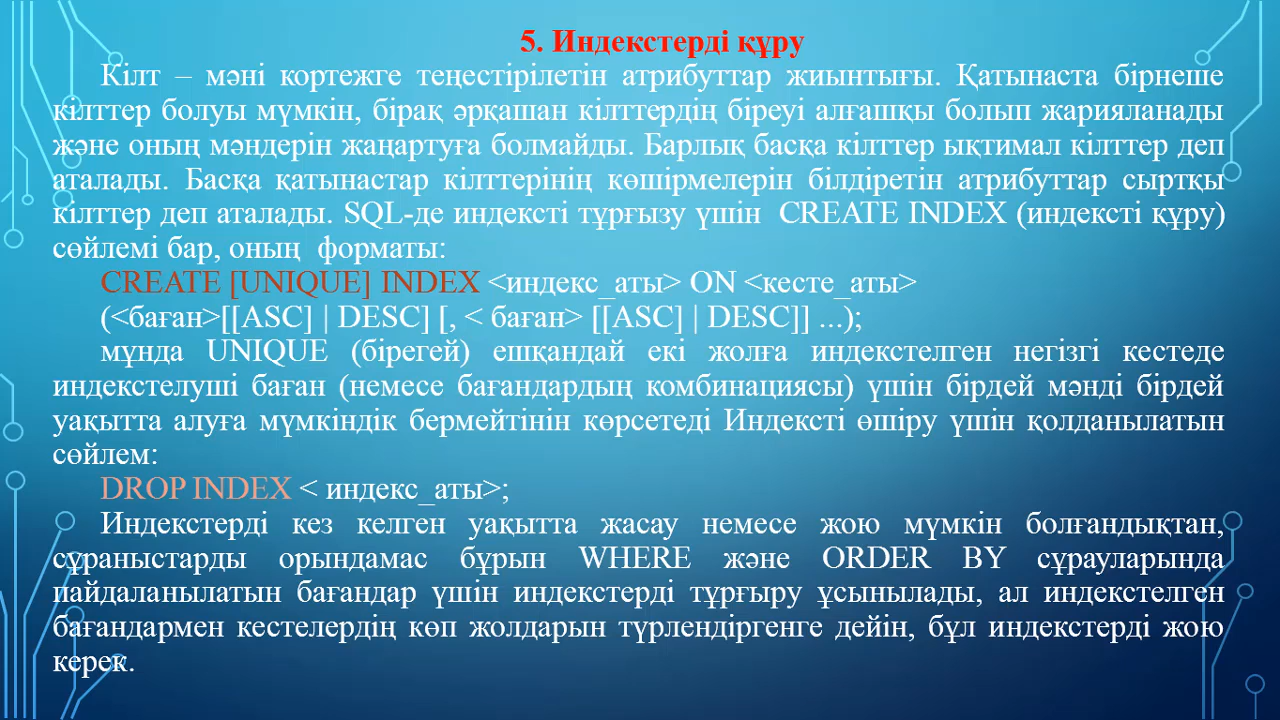 5. Индекстерді құру
Кілт – мәні кортежге теңестірілетін атрибуттар жиынтығы. Қатынаста бірнеше
кілттер болуы мүмкін, бірақ әрқашан кілттердің біреуі алғашқы болып жарияланады
және оның мәндерін жаңартуға болмайды. Барлық басқа кілттер ықтимал кілттер деп
аталады. Басқа қатынастар кілттерінің көшірмелерін білдіретін атрибуттар сыртқы
кілттер деп аталады. SQL-де индексті тұрғызу үшін CREATE INDEX (индексті құру)
сөйлемі бар, оның форматы:
CREATE [UNIQUE] INDEX <индекс_аты> ON <кесте_аты>
(<баған>[[ASC] | DESC] [, < баған> [[ASC] | DESC]] ...);
мұнда UNIQUE (бірегей) ешқандай екі жолға индекстелген негізгі кестеде
индекстелуші баған (немесе бағандардың комбинациясы) үшін бірдей мәнді бірдей
уақытта алуға мүмкіндік бермейтінін көрсетеді Индексті өшіру үшін қолданылатын
сөйлем:
DROP INDEX < индекс_аты>;
Индекстерді кез келген уақытта жасау немесе жою мүмкін болғандықтан,
сұраныстарды орындамас бұрын WHERE және ORDER BY сұрауларында
пайдаланылатын бағандар үшін индекстерді тұрғыру ұсынылады, ал индекстелген
бағандармен кестелердің көп жолдарын түрлендіргенге дейін, бұл индекстерді жою
керек.